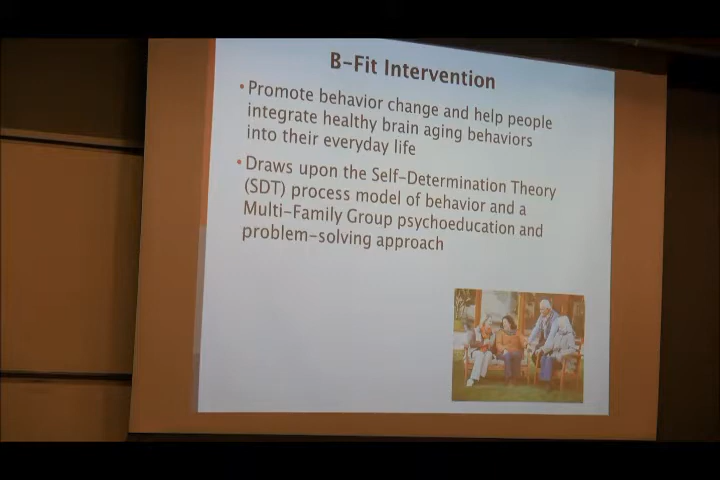 B-Fit Intervention
• Promote behavior change and help people
integrate healthy brain aging behaviors
into their everyday life
• Draws upon the Self-Determination Theory
(SDT) process model of behavior and a
Multi-Family Group psychoeducation and
problem-solving approach